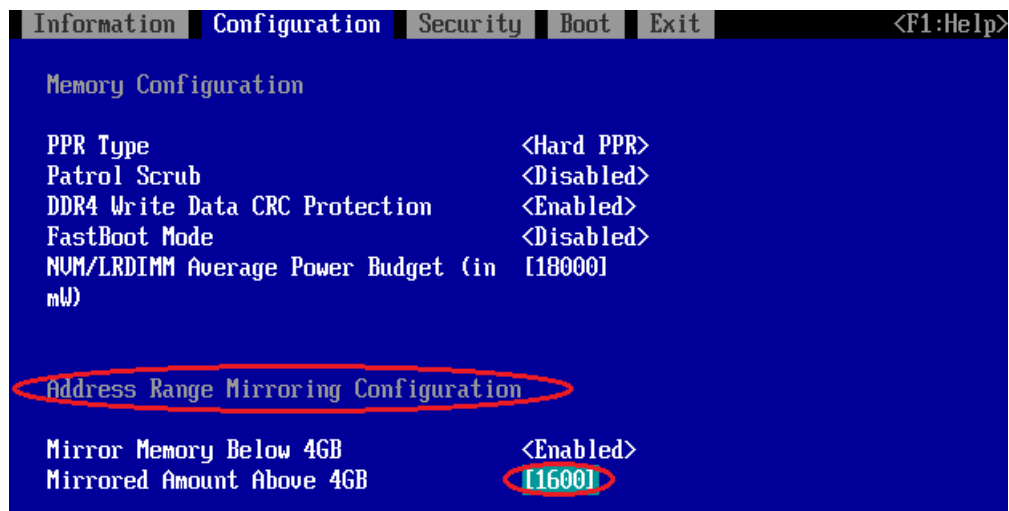 Information Configuration Security Boot Exit <F1:Help>
Memory Configuration
PPR Type <Hard PPR>
Patrol Scrub <Disabled>
DDR4 Write Data CRC Protection <Enabled>
FastBoot Mode <Disabled>
NVM/LRDIMM Average Power Budget (in [18000]
mW)
Address Range Mirroring Configuration
Mirror Memory Below 4GB <Enabled>
Mirrored Amount Above 4GB [1600]